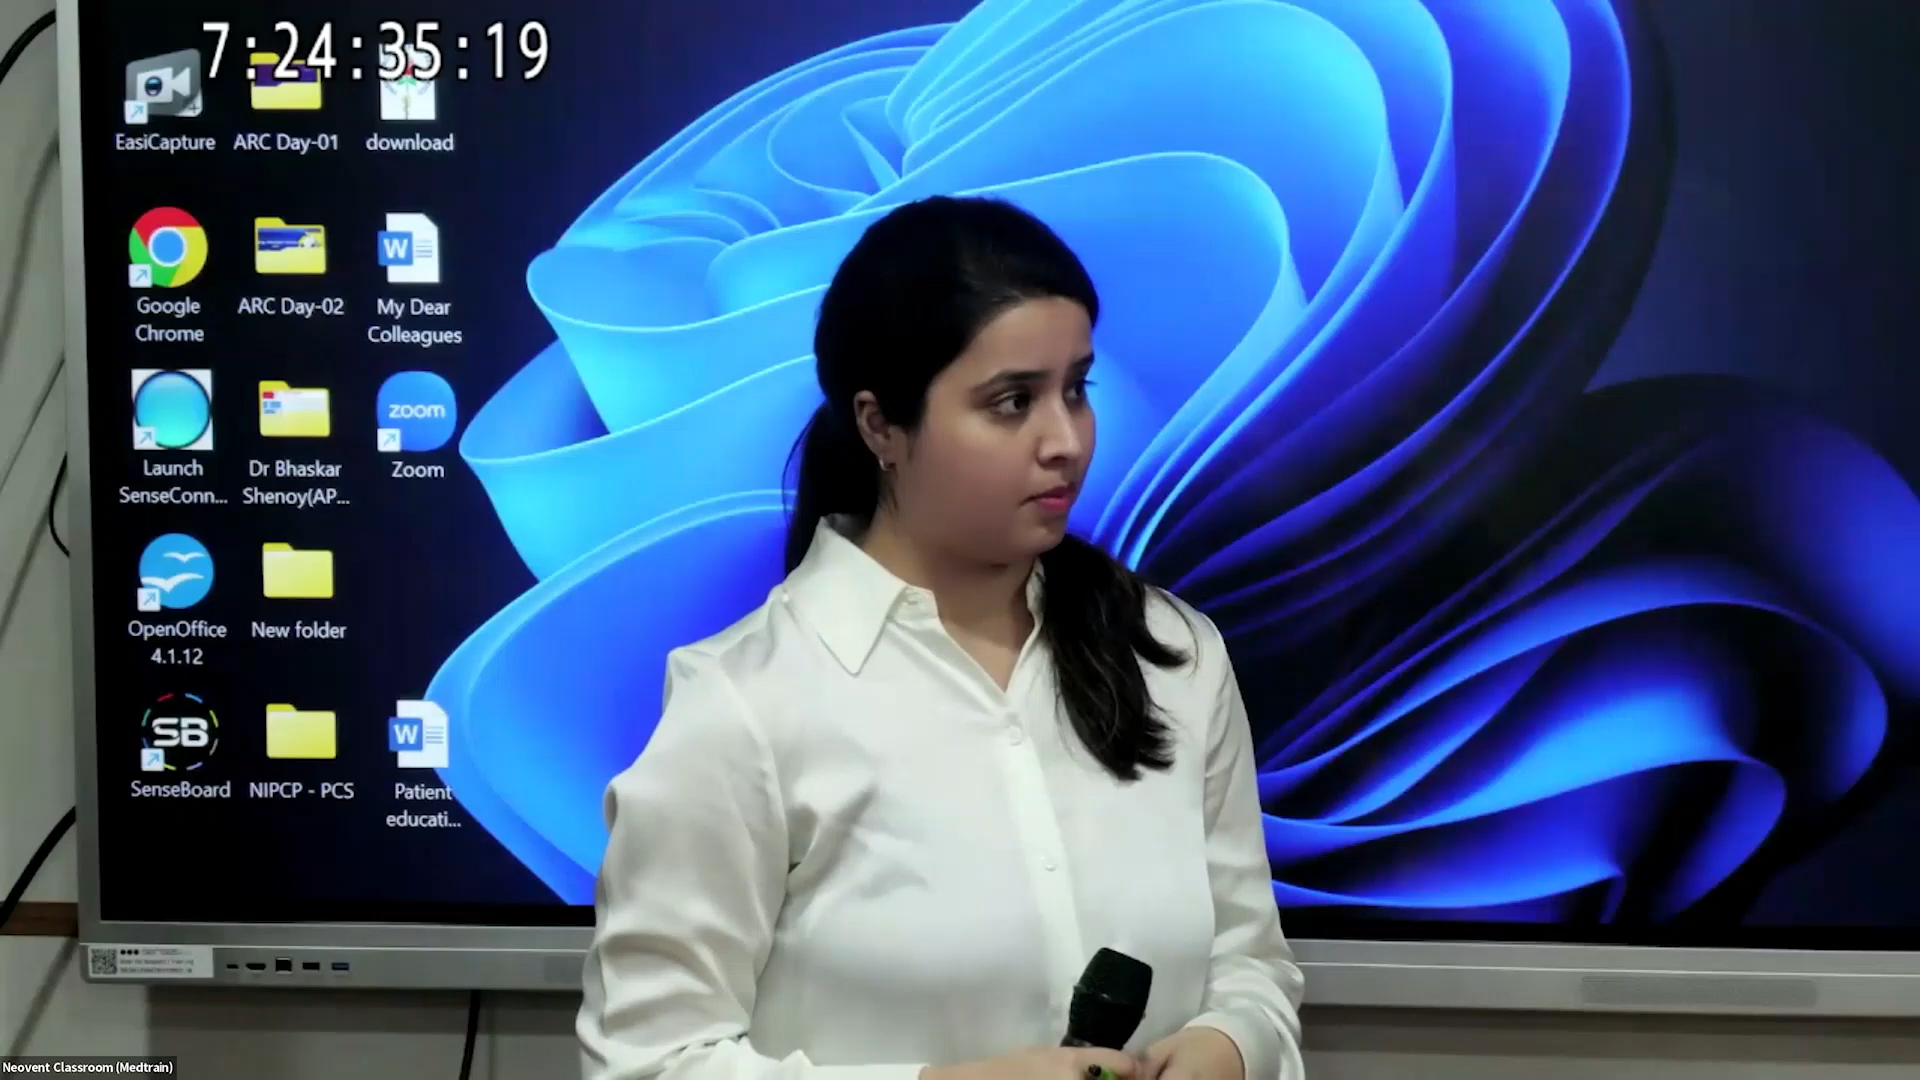 7:24:35:19
EasiCapture
ARC Day-01
download
Google
Chrome
ARC Day-02
W
My Dear
Colleagues
Launch
SenseConn...
Dr Bhaskar
Shenoy(AP...
zoom
Zoom
OpenOffice
4.1.12
New folder
SB
SenseBoard
NIPCP - PCS
W
Patient
educati...
Neovent Classroom (Medtrain)